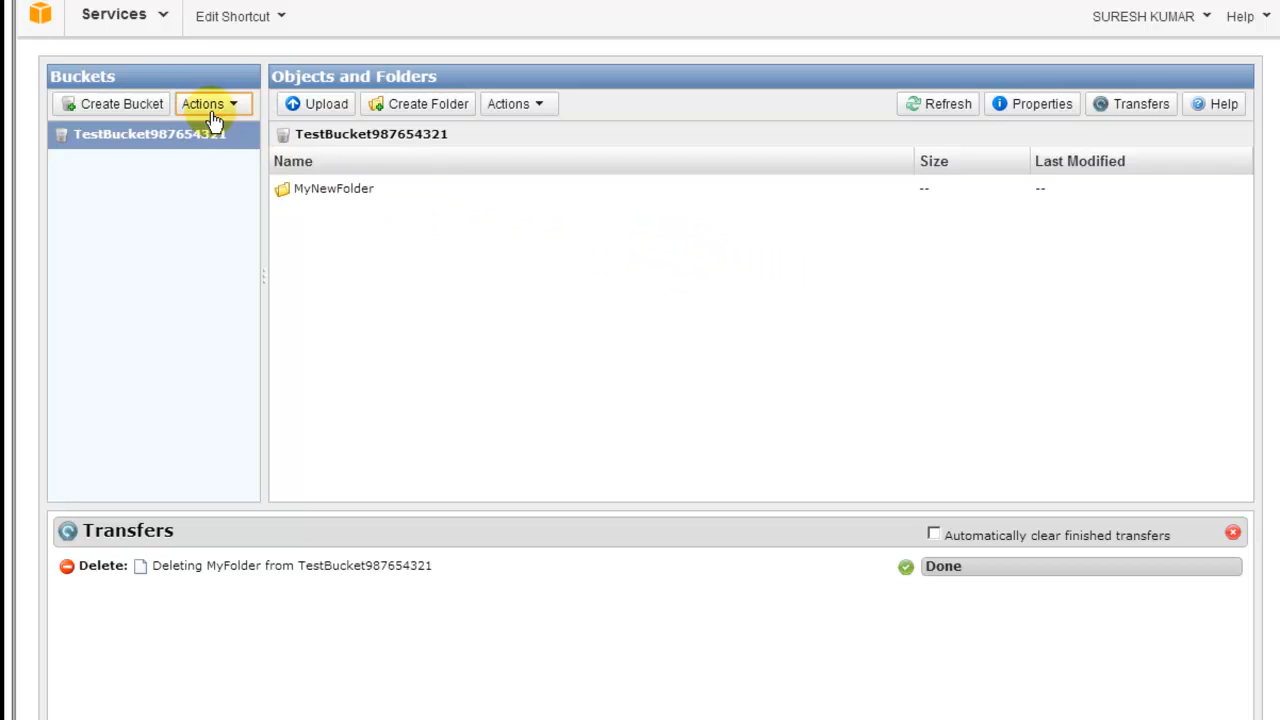 Services Edit Shortcut SURESH KUMAR Help
Buckets Objects and Folders
Create Bucket Actions Upload Create Folder Actions Refresh Properties Transfers Help
TestBucket987654321 TestBucket987654321
Name Size Last Modified
MyNewFolder -- --
Transfers Automatically clear finished transfers
Delete: Deleting MyFolder from TestBucket987654321 Done